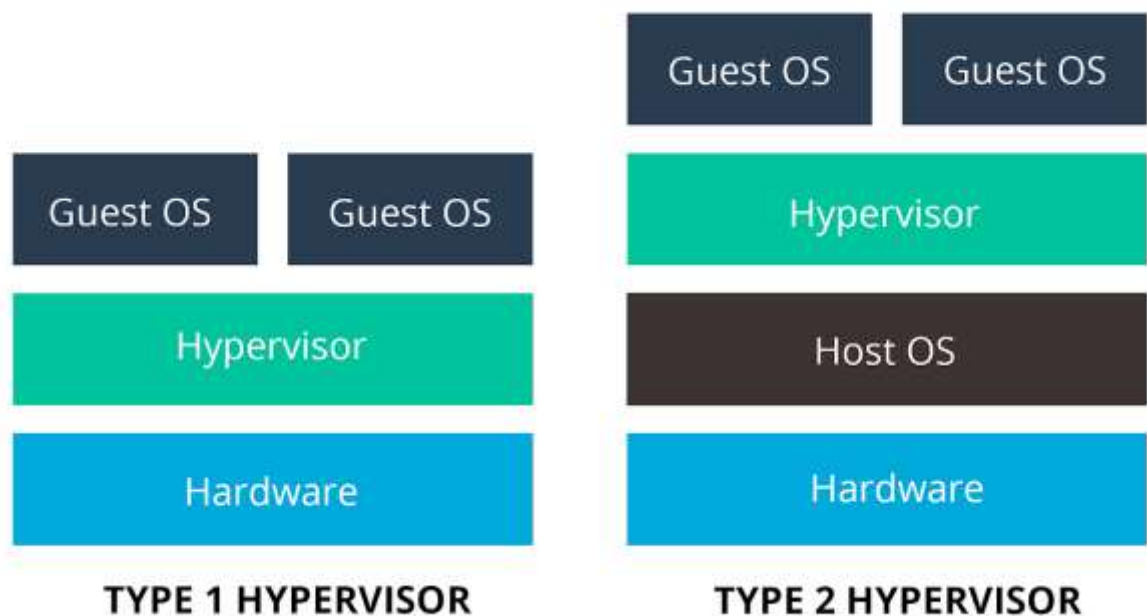 Guest OS
Guest OS
Hypervisor
Hardware
TYPE 1 HYPERVISOR
Guest OS
Guest OS
Hypervisor
Host OS
Hardware
TYPE 2 HYPERVISOR